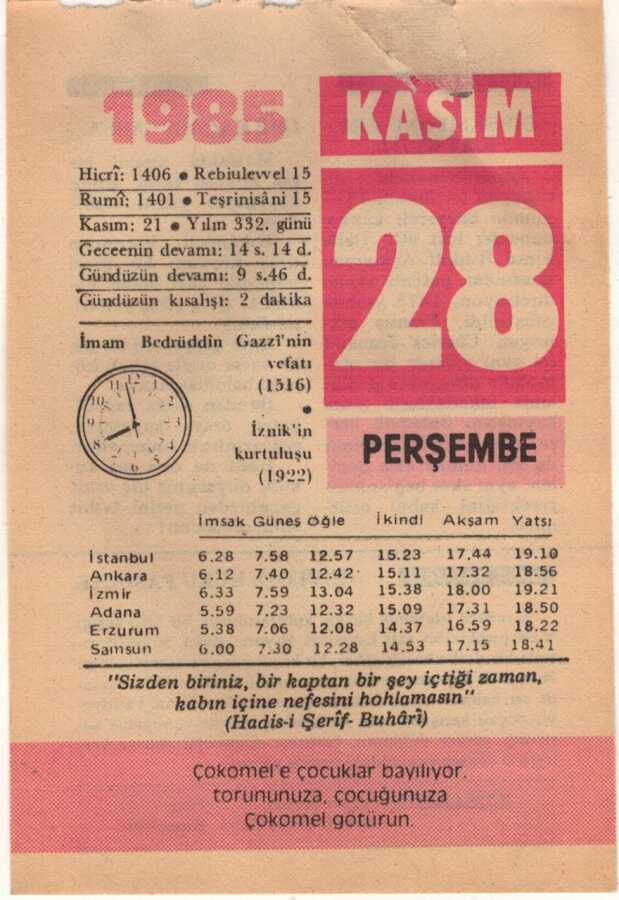 1985
KASIM
Hicrî: 1406 • Rebiulevvel 15
Rumî: 1401 • Teşrinisâni 15
Kasım: 21 • Yılın 332. günü
Geceenin devamı: 14 s. 14 d.
Gündüzün devamı: 9 s.46 d.
Gündüzün kısalışı: 2 dakika
28
İmam Bedrüddîn Gazzî'nin
vefatı
(1516)
•
İznik'in
kurtuluşu
(1922)
PERŞEMBE
İmsak Güneş Öğle İkindi Akşam Yatsı
İstanbul 6.28 7.58 12.57 15.23 17.44 19.10
Ankara 6.12 7.40 12.42 15.11 17.32 18.56
İzmir 6.33 7.59 13.04 15.38 18.00 19.21
Adana 5.59 7.23 12.32 15.09 17.31 18.50
Erzurum 5.38 7.06 12.08 14.37 16.59 18.22
Samsun 6.00 7.30 12.28 14.53 17.15 18.41
"Sizden biriniz, bir kaptan bir şey içtiği zaman,
kabın içine nefesini hohlamasın"
(Hadis-i Şerîf- Buhârî)
Çokomel'e çocuklar bayılıyor.
torununuza, çocuğunuza
Çokomel götürün.